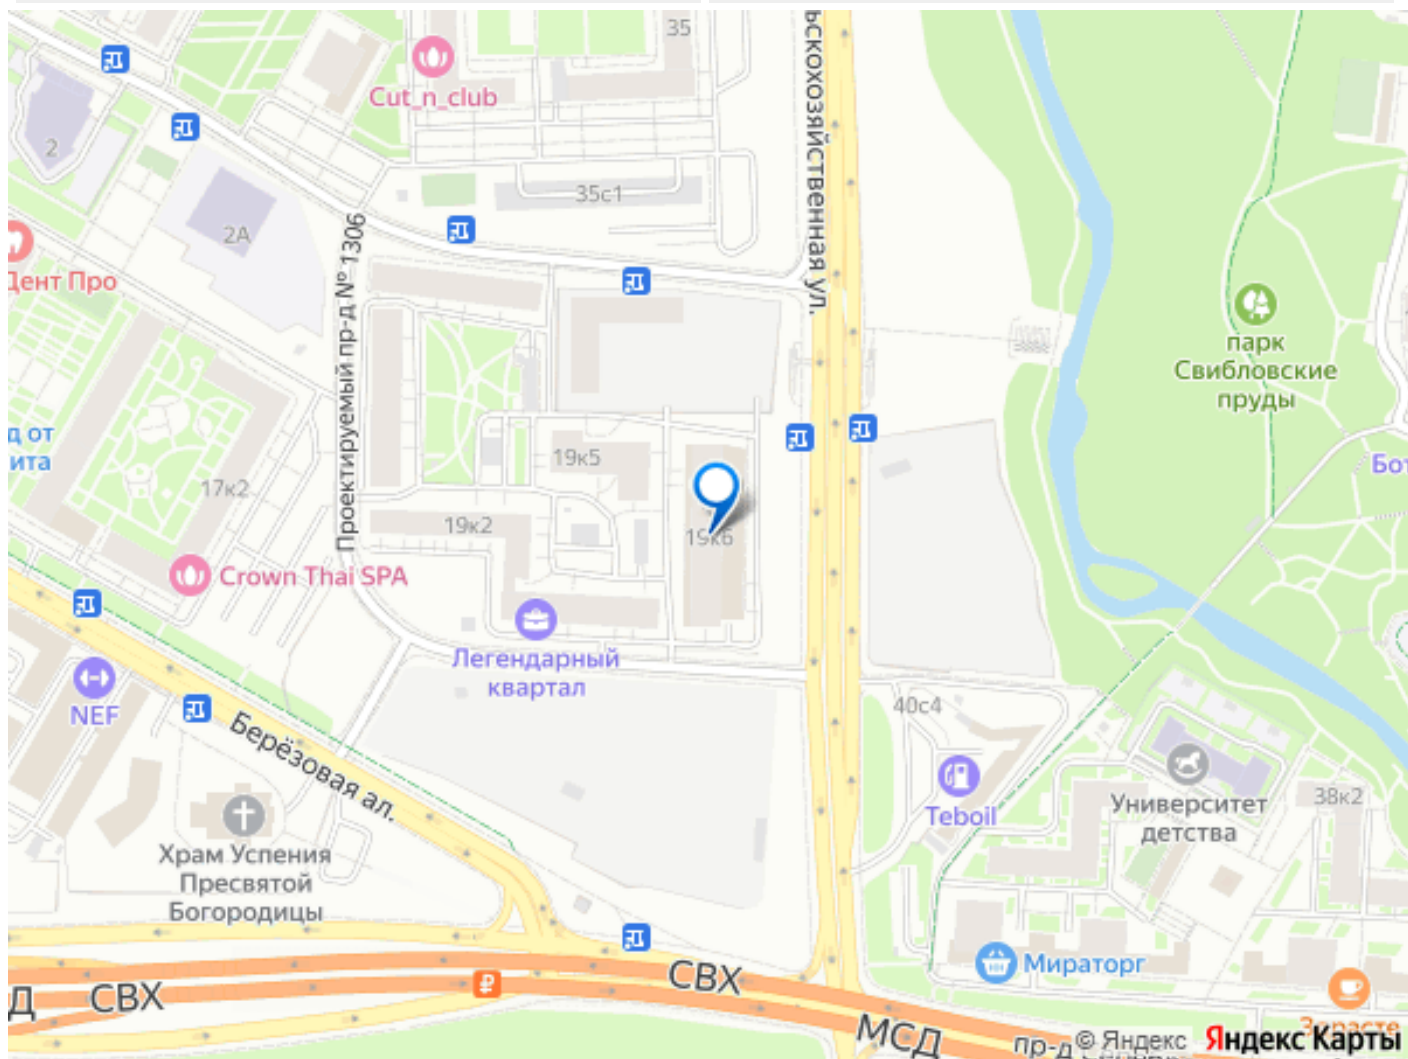 35
Cut_n_club
ьскохозяйственная ул.
2
35с1
2А
Дент Про
Проектируемый пр-д № 1306
парк
Свибловские
пруды
д от
ита
19к5
Бот
17к2
19к2
19к6
Crown Thai SPA
Легендарный
квартал
NEF
40с4
Берёзовая ал.
Teboil
Университет
детства
38к2
Храм Успения
Пресвятой
Богородицы
Мираторг
СВХ
Д
СВХ
МСД
пр-д
© Яндекс
Яндекс Карты